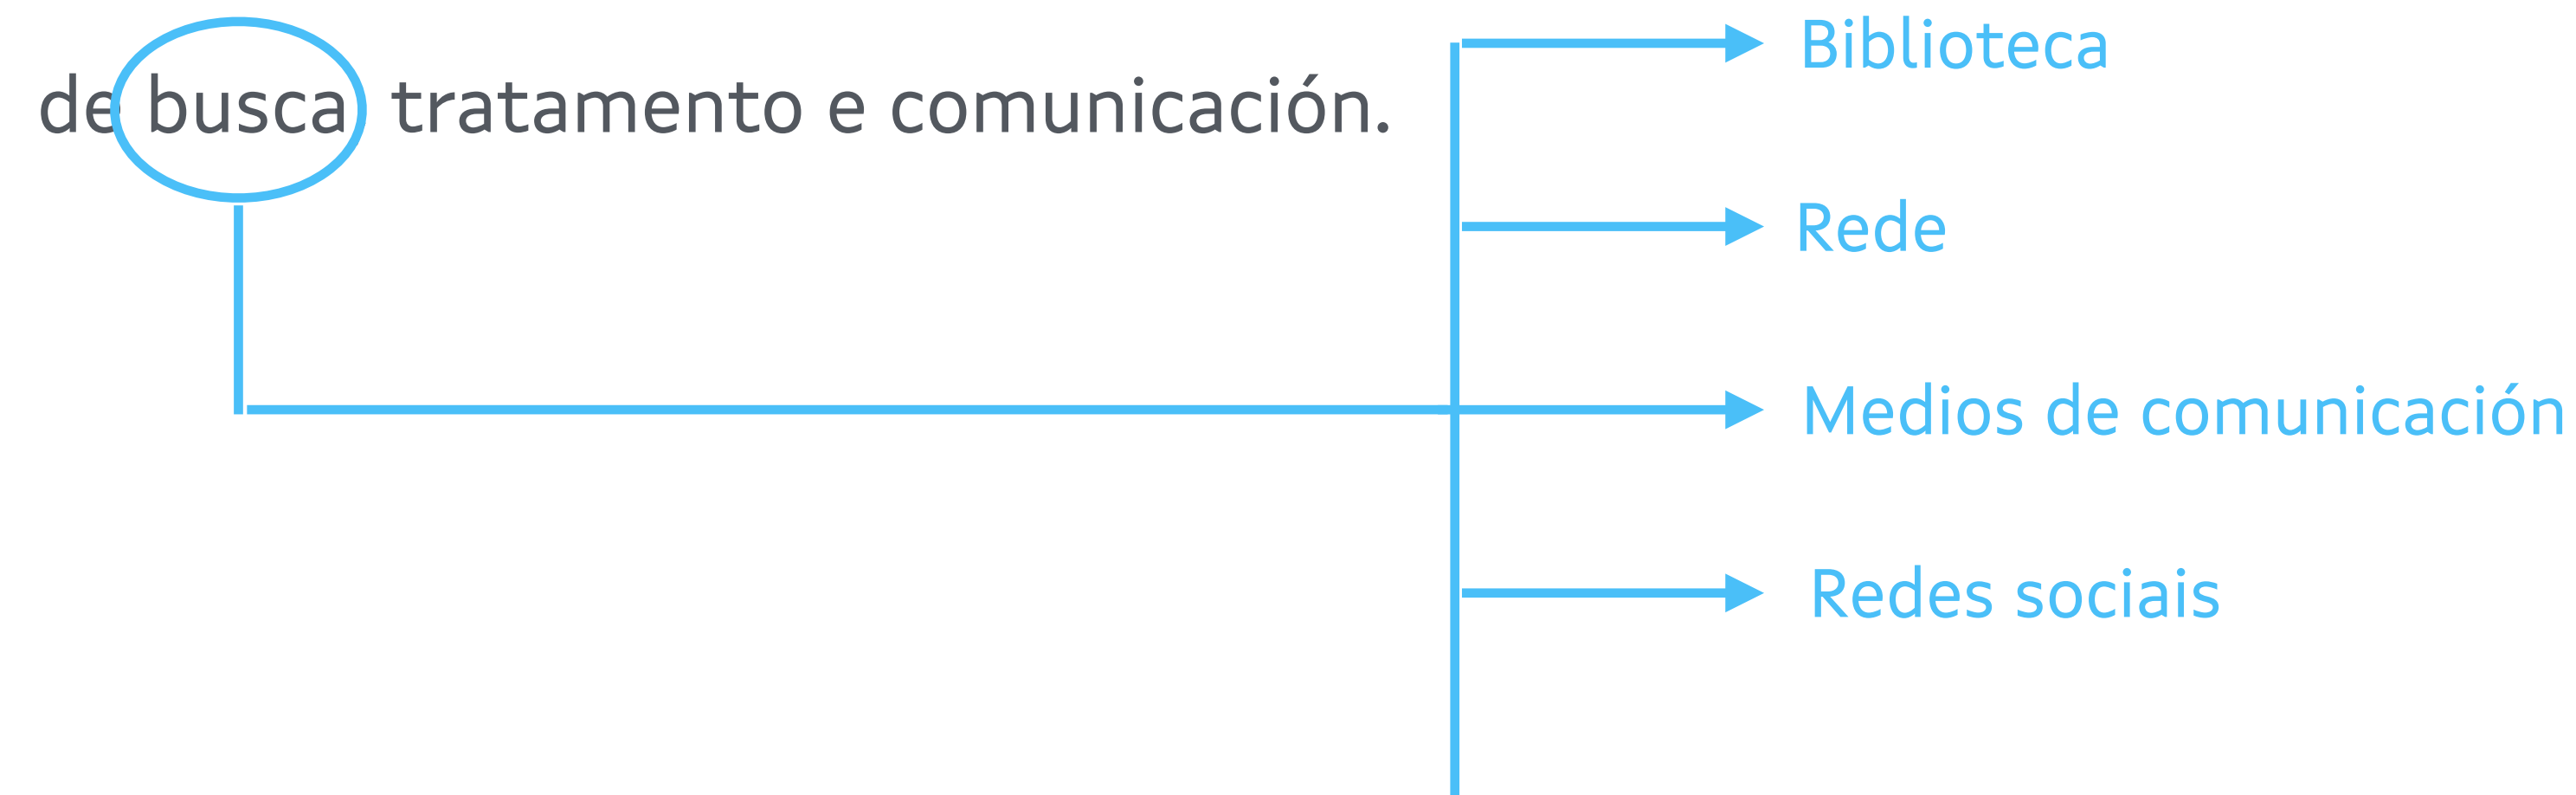 de busca tratamento e comunicación.
Biblioteca
Rede
Medios de comunicación
Redes sociais